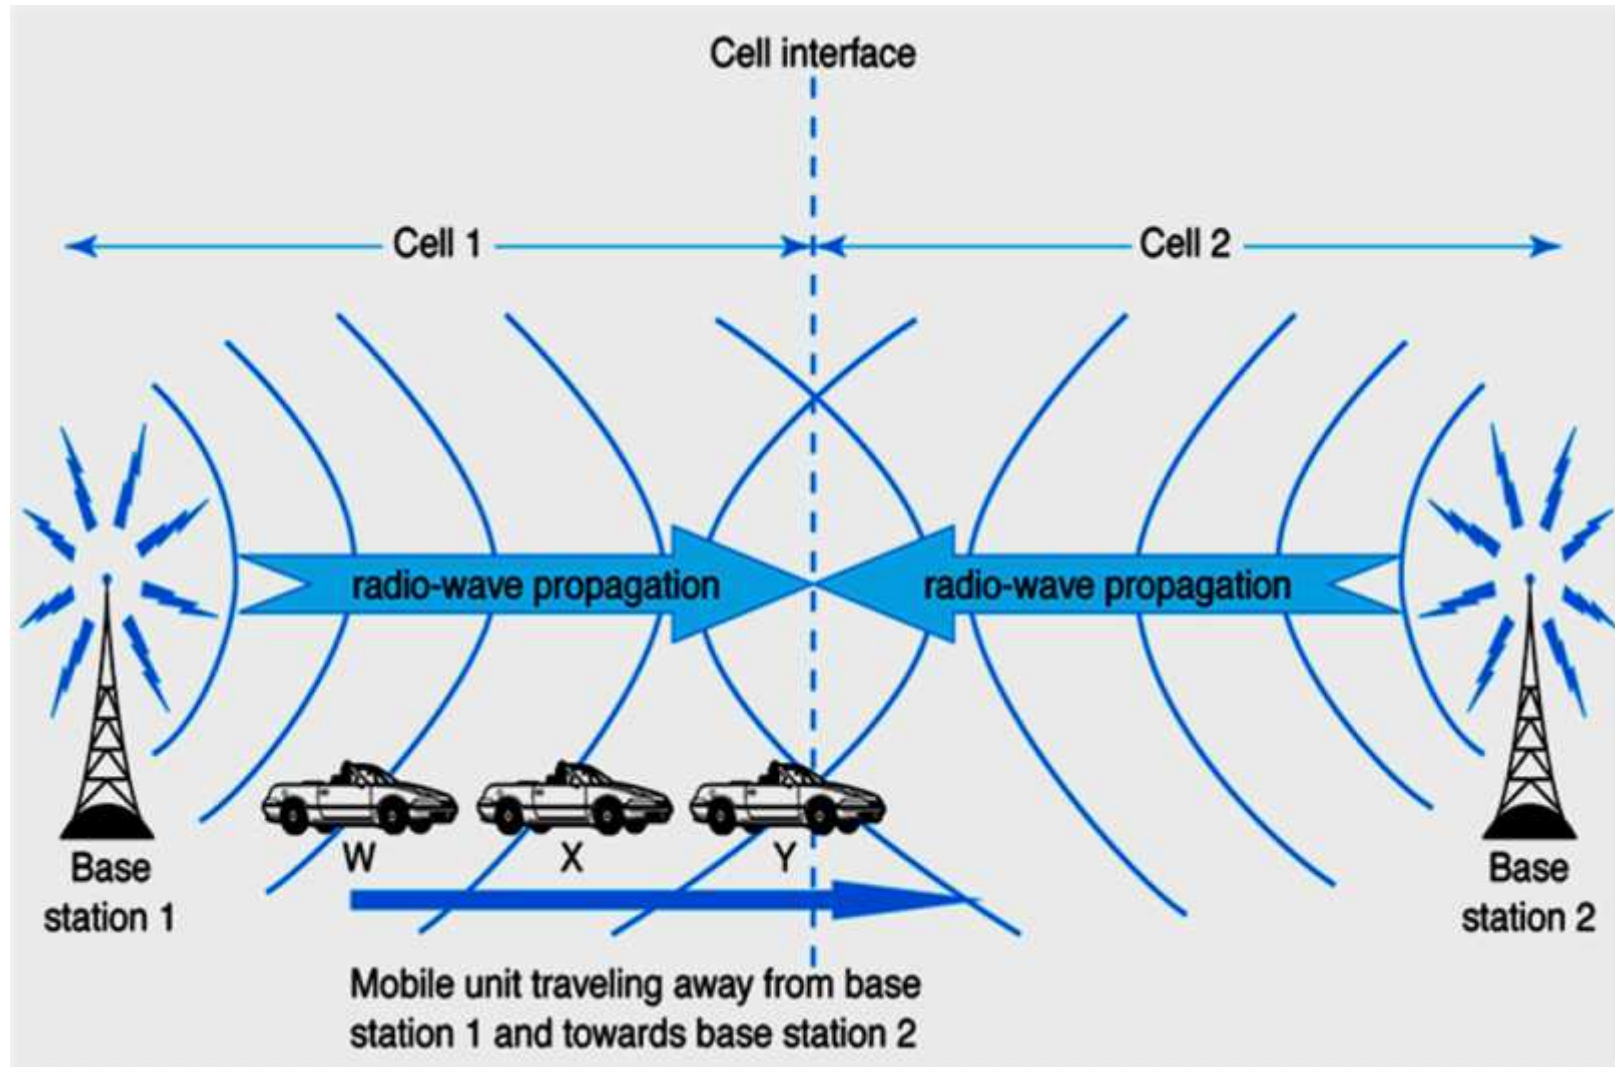 Cell interface
Cell 1
Cell 2
radio-wave propagation
radio-wave propagation
W
X
Y
Base
station 1
Base
station 2
Mobile unit traveling away from base
station 1 and towards base station 2